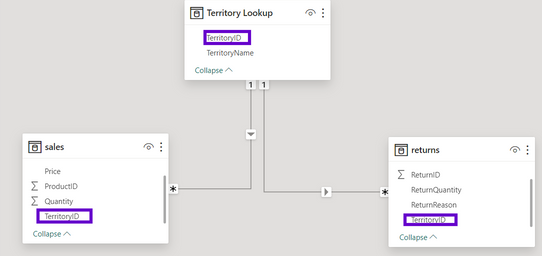 Territory Lookup
TerritoryID
TerritoryName
Collapse
1 1
sales
Price
ProductID
Quantity
TerritoryID
Collapse
*
returns
ReturnID
ReturnQuantity
ReturnReason
TerritoryID
Collapse
*